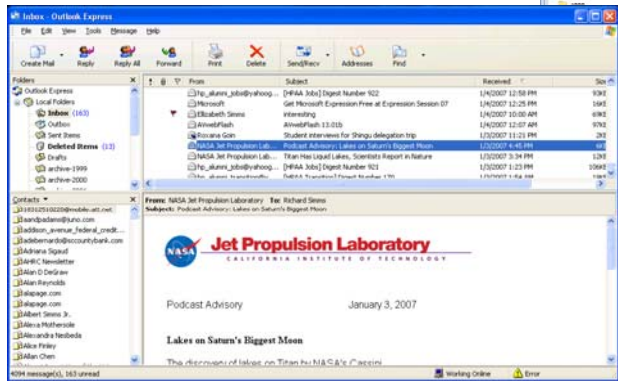 Inbox - Outlook Express
File Edit View Tools Message Help
Create Mail Reply Reply All Forward Print Delete Send/Recv Addresses Find
Folders
! From Subject Received
Outlook Express
Local Folders
Inbox (163)
Outbox
Sent Items
Deleted Items (13)
Drafts
archive-1999
archive-2000
hp_alumni_jobs@yahoog... [HPAA Jobs] Digest Number 922 1/4/2007 12:58 PM
Microsoft Get Microsoft Expression Free at Expression Session 07 1/4/2007 12:25 PM
Elizabeth Simms interesting 1/4/2007 10:00 AM
AVwebFlash AVwebFlash 13.01b 1/4/2007 12:07 AM
Roxana Goin Student interviews for Shingu delegation trip 1/3/2007 11:21 PM
NASA Jet Propulsion Lab... Podcast Advisory: Lakes on Saturn's Biggest Moon 1/3/2007 4:45 PM
NASA Jet Propulsion Lab... Titan Has Liquid Lakes, Scientists Report in Nature 1/3/2007 3:34 PM
hp_alumni_jobs@yahoog... [HPAA Jobs] Digest Number 921 1/3/2007 1:23 PM
Contacts
aandpadams@juno.com
addison_avenue_federal_credit...
adebernardo@sccountybank.com
Adriana Sigaud
AHRC Newsletter
Alan D DeGraw
Alan Reynolds
alapage.com
alapage.com
Albert Simms Jr.
Alexa Mothersole
Alexandra Nesbeda
Alice Finley
Allan Chen
From: NASA Jet Propulsion Laboratory To: Richard Simms
Subject: Podcast Advisory: Lakes on Saturn's Biggest Moon
NASA
Jet Propulsion Laboratory
CALIFORNIA INSTITUTE OF TECHNOLOGY
Podcast Advisory January 3, 2007
Lakes on Saturn's Biggest Moon
The discovery of lakes on Titan by NASA's Cassini
4094 message(s), 163 unread Working Online Error